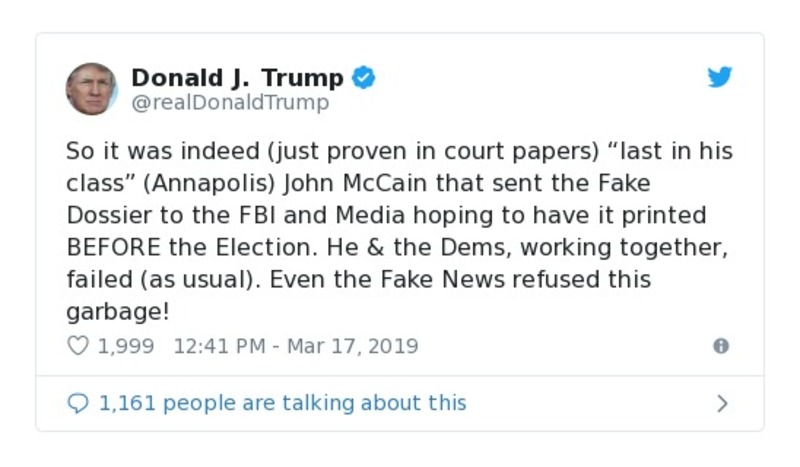 Donald J. Trump
@realDonaldTrump
So it was indeed (just proven in court papers) “last in his
class” (Annapolis) John McCain that sent the Fake
Dossier to the FBI and Media hoping to have it printed
BEFORE the Election. He & the Dems, working together,
failed (as usual). Even the Fake News refused this
garbage!
1,999 12:41 PM - Mar 17, 2019
1,161 people are talking about this